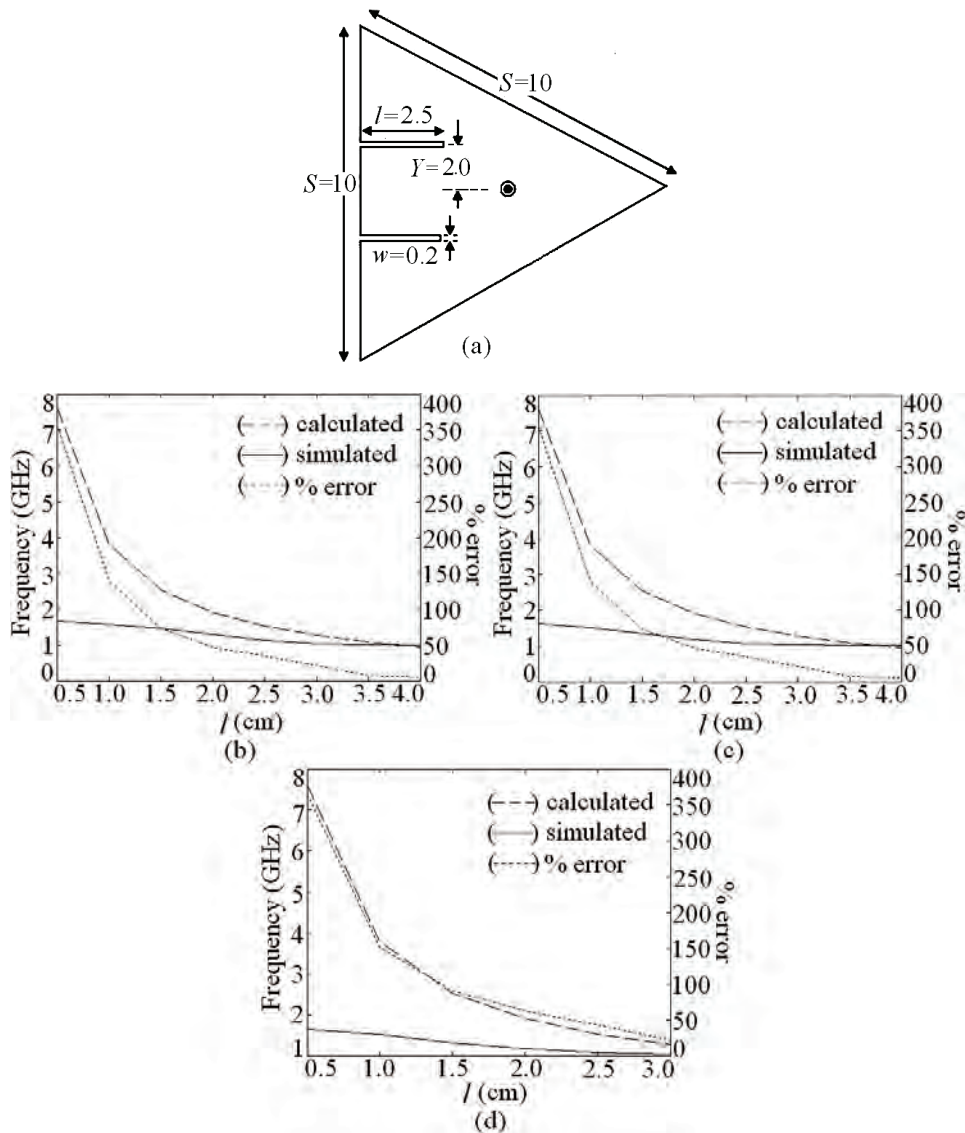 S=10
l=2.5
Y=2.0
S=10
w=0.2
(a)
8
7
6
5
4
3
2
1
0
Frequency (GHz)
( ) calculated
( ) simulated
( ) % error
400
350
300
250
200
150
100
50
0
% error
0.5 1.0 1.5 2.0 2.5 3.0 3.5 4.0
l (cm)
(b)
8
7
6
5
4
3
2
1
0
Frequency (GHz)
( ) calculated
( ) simulated
( ) % error
400
350
300
250
200
150
100
50
0
% error
0.5 1.0 1.5 2.0 2.5 3.0 3.5 4.0
l (cm)
(c)
8
7
6
5
4
3
2
1
Frequency (GHz)
( ) calculated
( ) simulated
( ) % error
400
350
300
250
200
150
100
50
0
% error
0.5 1.0 1.5 2.0 2.5 3.0
l (cm)
(d)